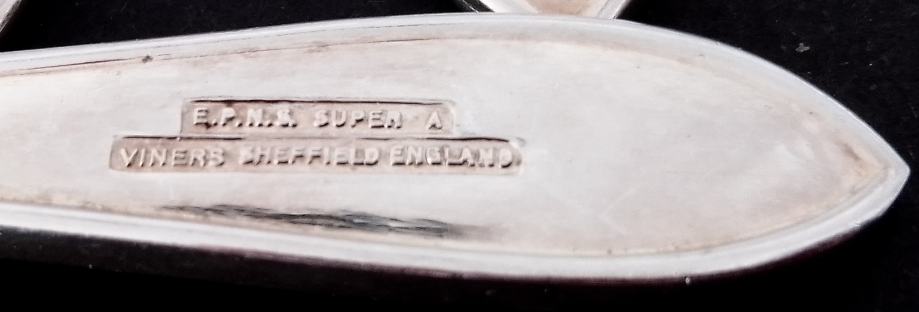 E.P.N.S. SUPER A
VINERS SHEFFIELD ENGLAND